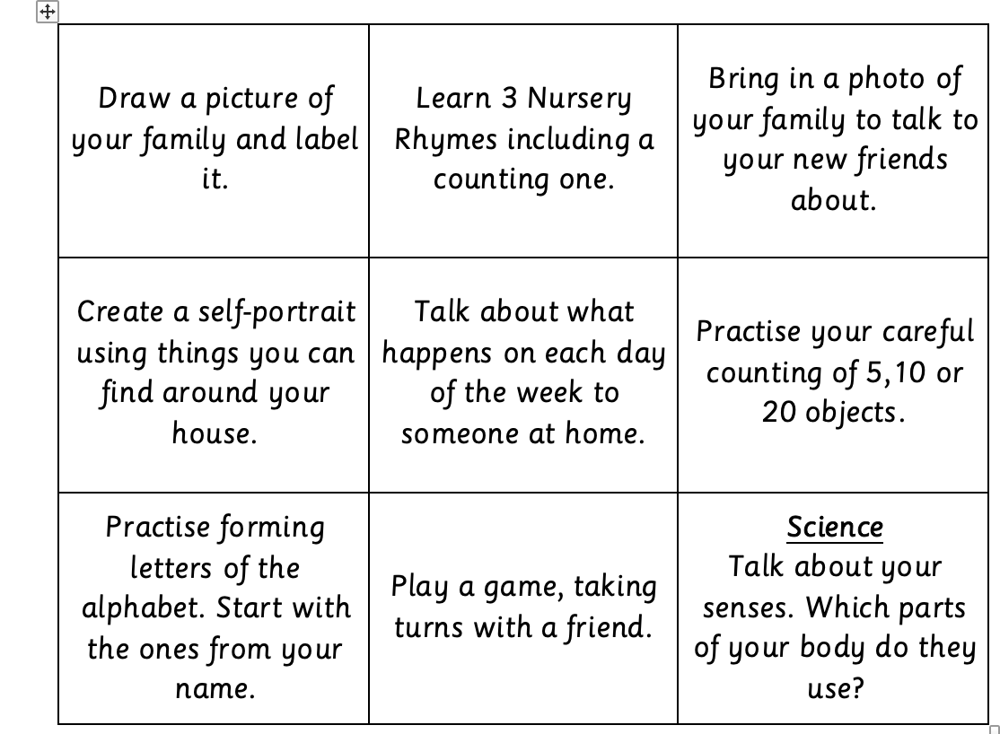 Draw a picture of
your family and label
it.
Learn 3 Nursery
Rhymes including a
counting one.
Bring in a photo of
your family to talk to
your new friends
about.
Create a self-portrait
using things you can
find around your
house.
Talk about what
happens on each day
of the week to
someone at home.
Practise your careful
counting of 5,10 or
20 objects.
Practise forming
letters of the
alphabet. Start with
the ones from your
name.
Play a game, taking
turns with a friend.
Science
Talk about your
senses. Which parts
of your body do they
use?